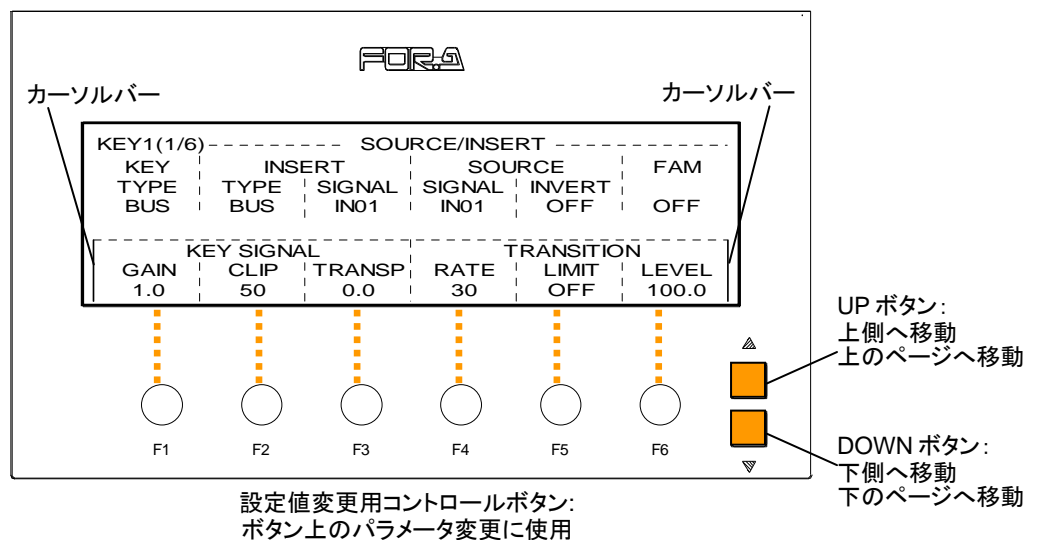 FOR.A
カーソルバー
カーソルバー
KEY1(1/6) SOURCE/INSERT
KEY INSERT SOURCE FAM
TYPE TYPE SIGNAL SIGNAL INVERT
BUS BUS IN01 IN01 OFF OFF
KEY SIGNAL TRANSITION
GAIN CLIP TRANSP RATE LIMIT LEVEL
1.0 50 0.0 30 OFF 100.0
UP ボタン:
上側へ移動
上のページへ移動
F1 F2 F3 F4 F5 F6
DOWN ボタン:
下側へ移動
下のページへ移動
設定値変更用コントロールボタン:
ボタン上のパラメータ変更に使用